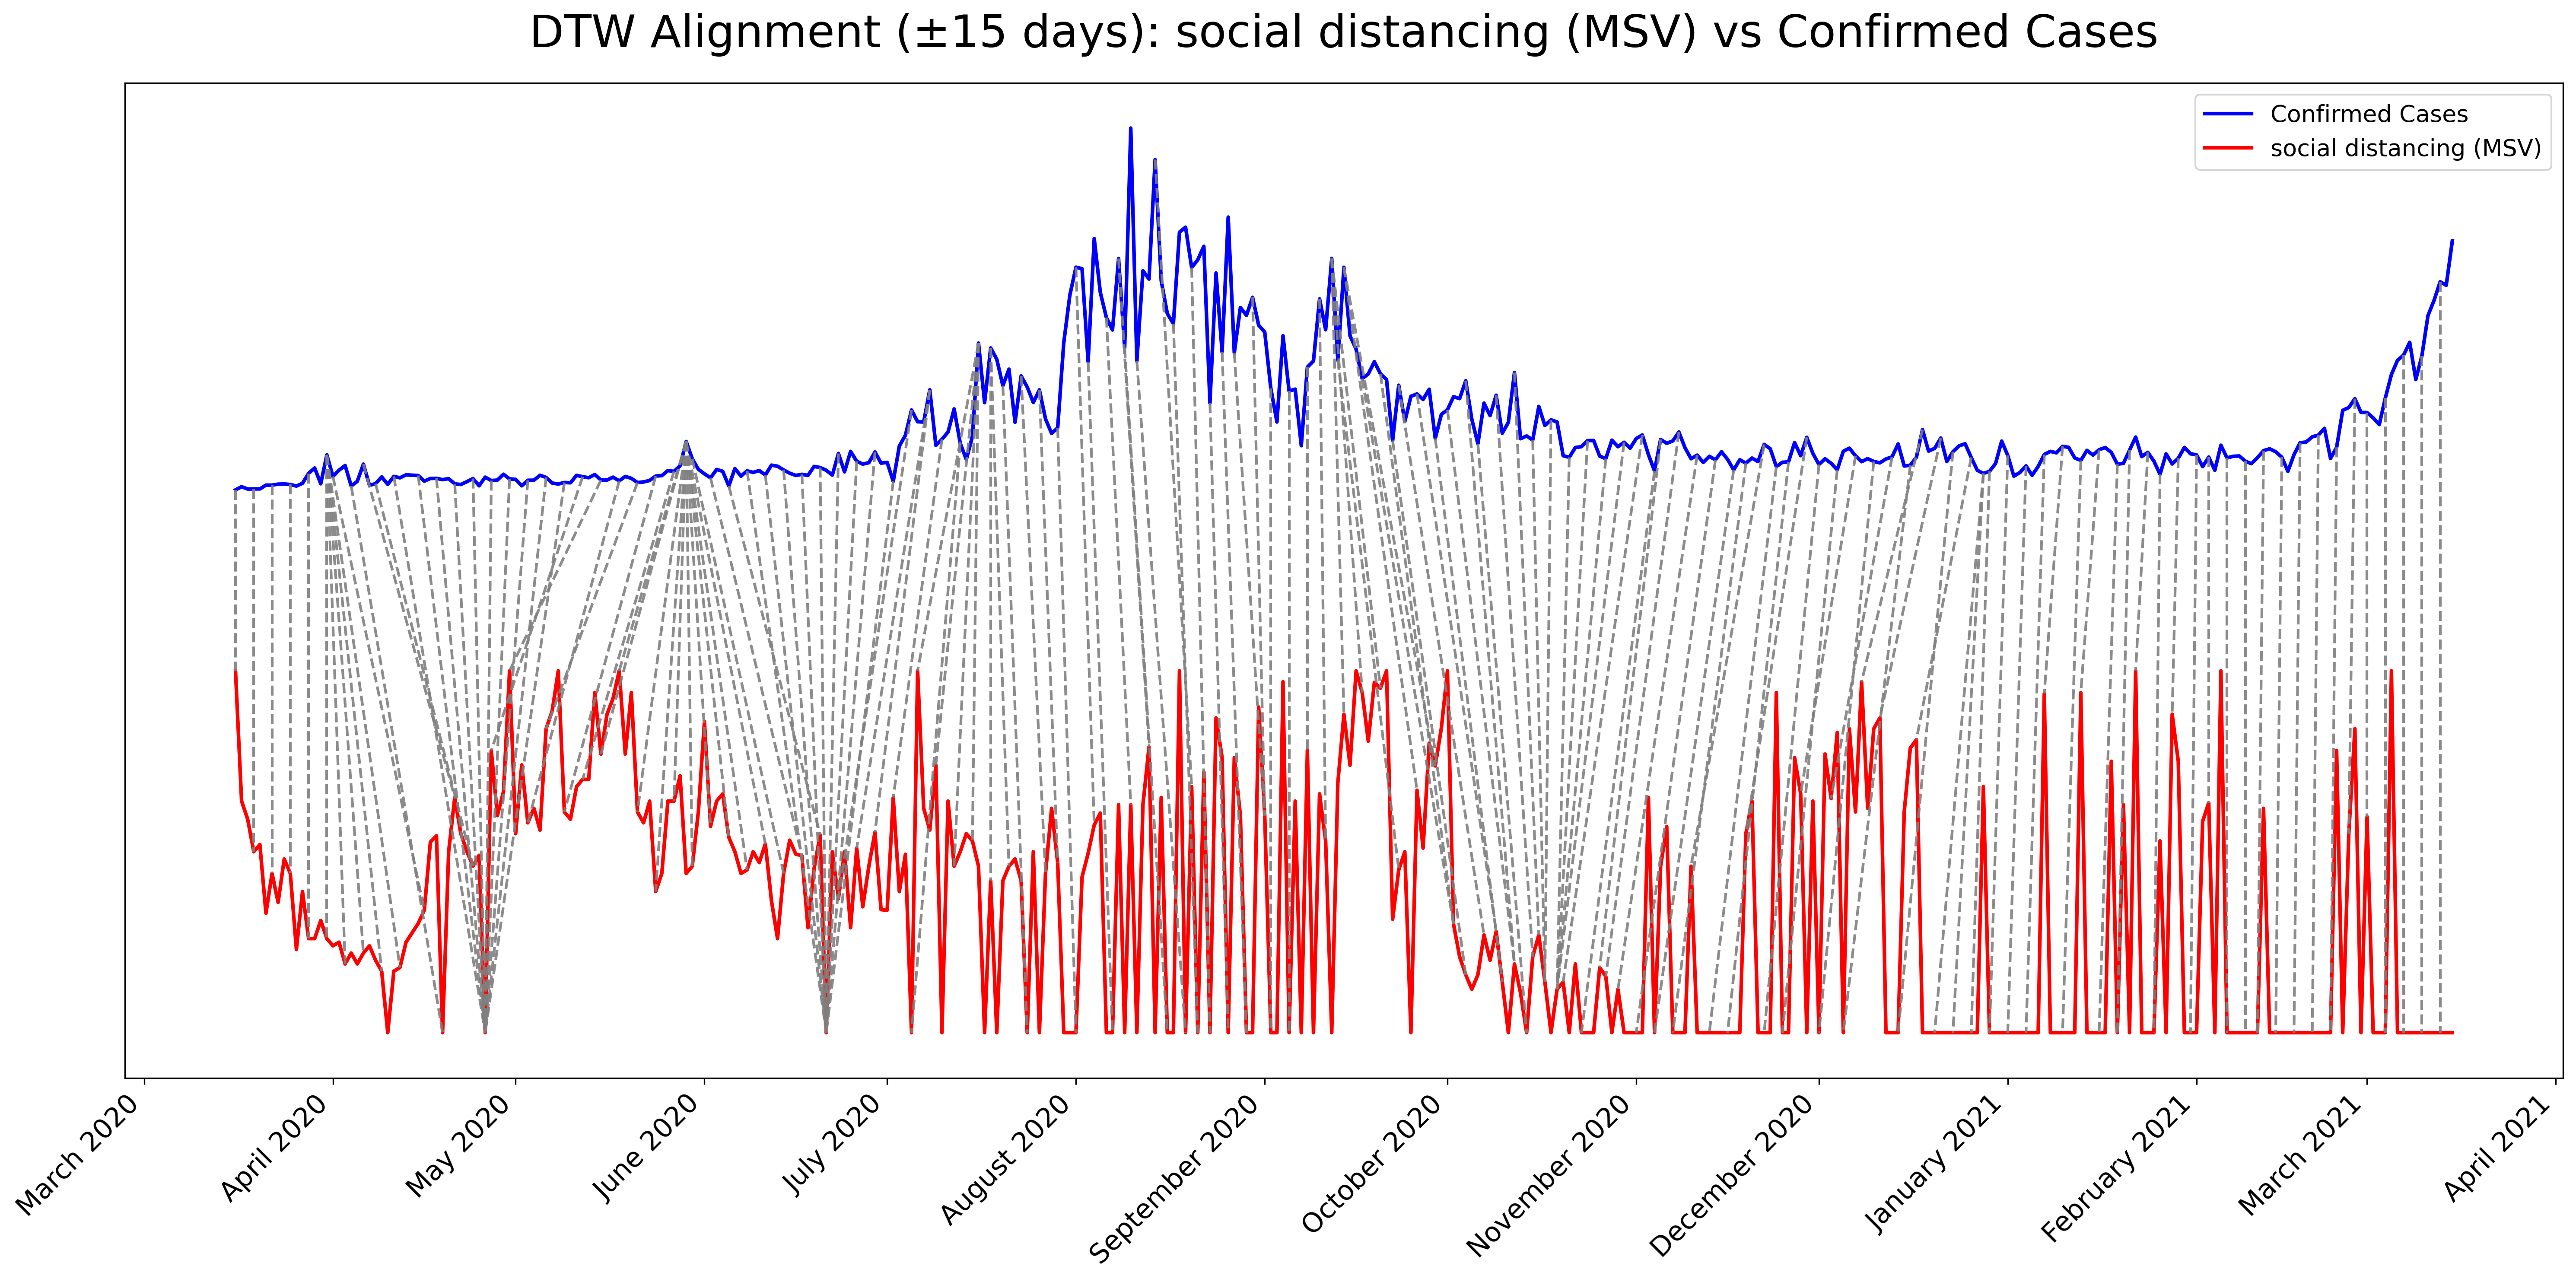 DTW Alignment (±15 days): social distancing (MSV) vs Confirmed Cases
Confirmed Cases
social distancing (MSV)
March 2020
April 2020
May 2020
June 2020
July 2020
August 2020
September 2020
October 2020
November 2020
December 2020
January 2021
February 2021
March 2021
April 2021